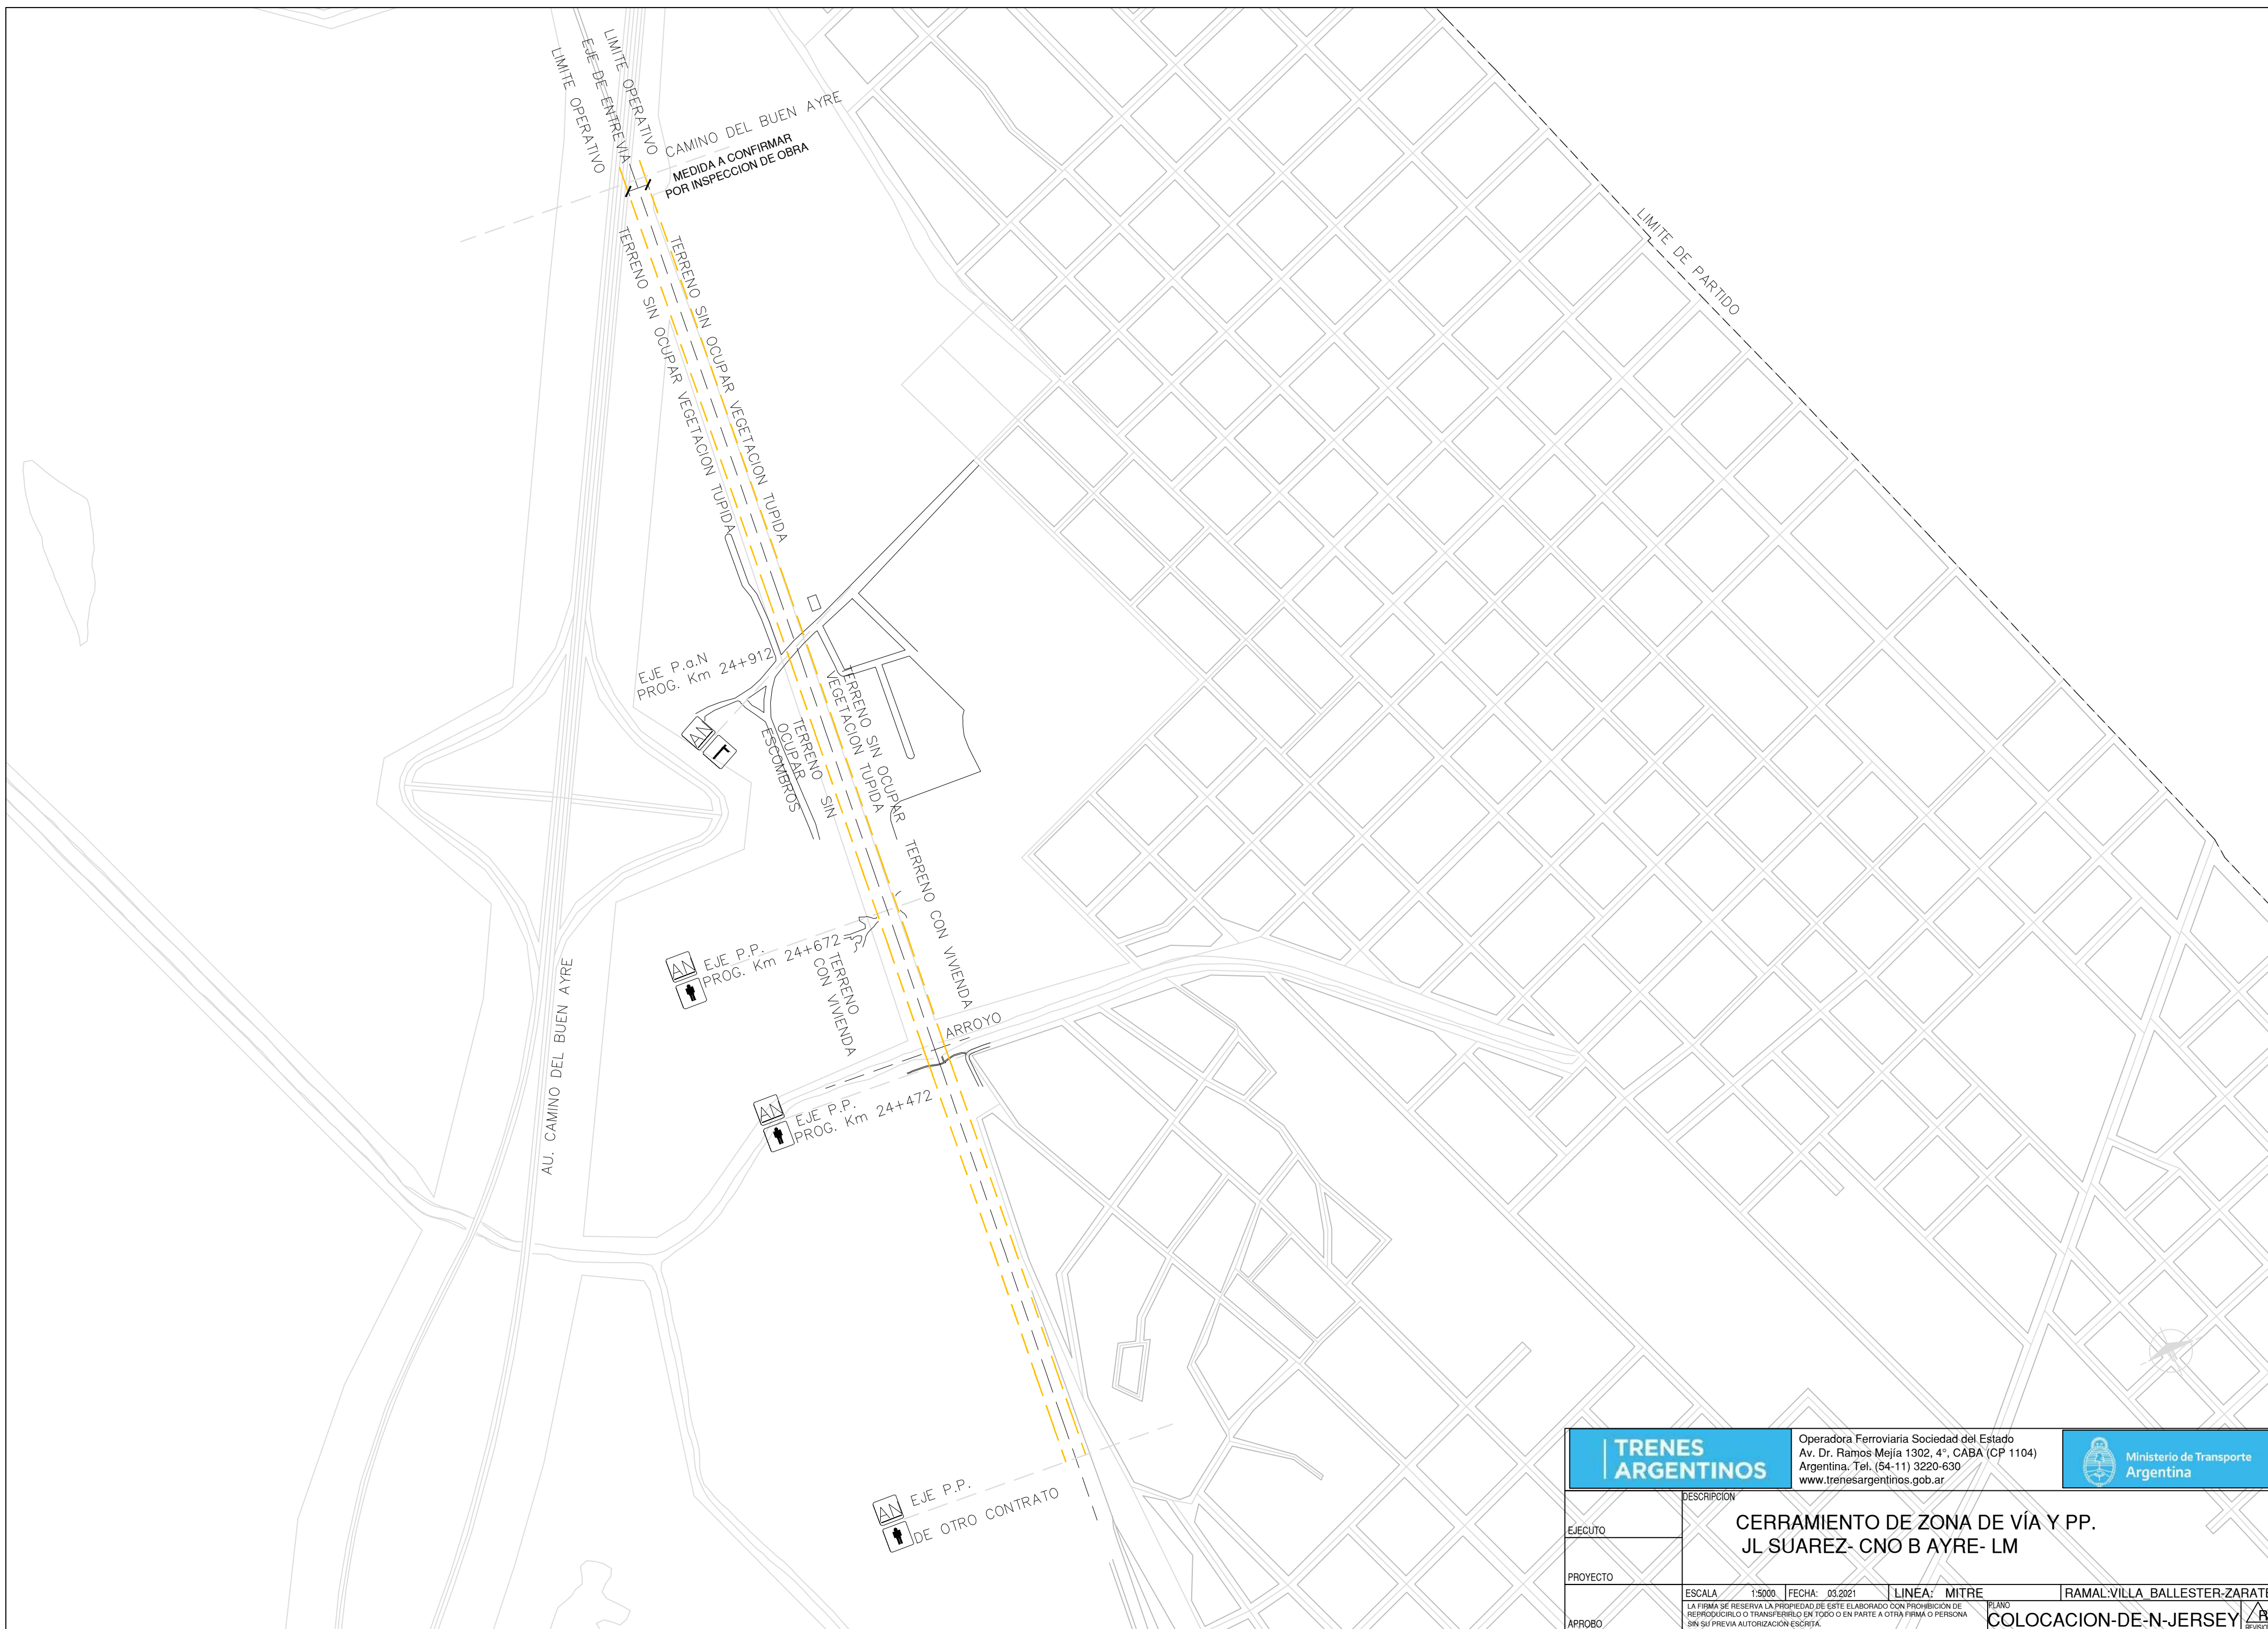 LIMITE OPERATIVO
EJE DE ENTREVIA
LIMITE OPERATIVO
CAMINO DEL BUEN AYRE
MEDIDA A CONFIRMAR
POR INSPECCION DE OBRA
LIMITE DE PARTIDO
TERRENO SIN OCUPAR VEGETACION TUPIDA
TERRENO SIN OCUPAR VEGETACION TUPIDA
EJE P.a.N
PROG. Km 24+912
AN
TERRENO SIN OCUPAR
VEGETACION TUPIDA
TERRENO SIN
OCUPAR
ESCOMBROS
TERRENO CON VIVIENDA
AN
EJE P.P.
PROG. Km 24+672
TERRENO
CON VIVIENDA
ARROYO
AU. CAMINO DEL BUEN AYRE
AN
EJE P.P.
PROG. Km 24+472
AN
EJE P.P.
DE OTRO CONTRATO
TRENES
ARGENTINOS
Operadora Ferroviaria Sociedad del Estado
Av. Dr. Ramos Mejía 1302, 4°, CABA (CP 1104)
Argentina. Tel. (54-11) 3220-630
www.trenesargentinos.gob.ar
Ministerio de Transporte
Argentina
DESCRIPCION
EJECUTO
CERRAMIENTO DE ZONA DE VÍA Y PP.
JL SUAREZ- CNO B AYRE- LM
PROYECTO
ESCALA 1:5000 FECHA: 03.2021 LINEA: MITRE RAMAL:VILLA_BALLESTER-ZARATE
LA FIRMA SE RESERVA LA PROPIEDAD DE ESTE ELABORADO CON PROHIBICIÓN DE
REPRODUCIRLO O TRANSFERIRLO EN TODO O EN PARTE A OTRA FIRMA O PERSONA
SIN SU PREVIA AUTORIZACIÓN ESCRITA.
APROBO
PLANO
COLOCACION-DE-N-JERSEY